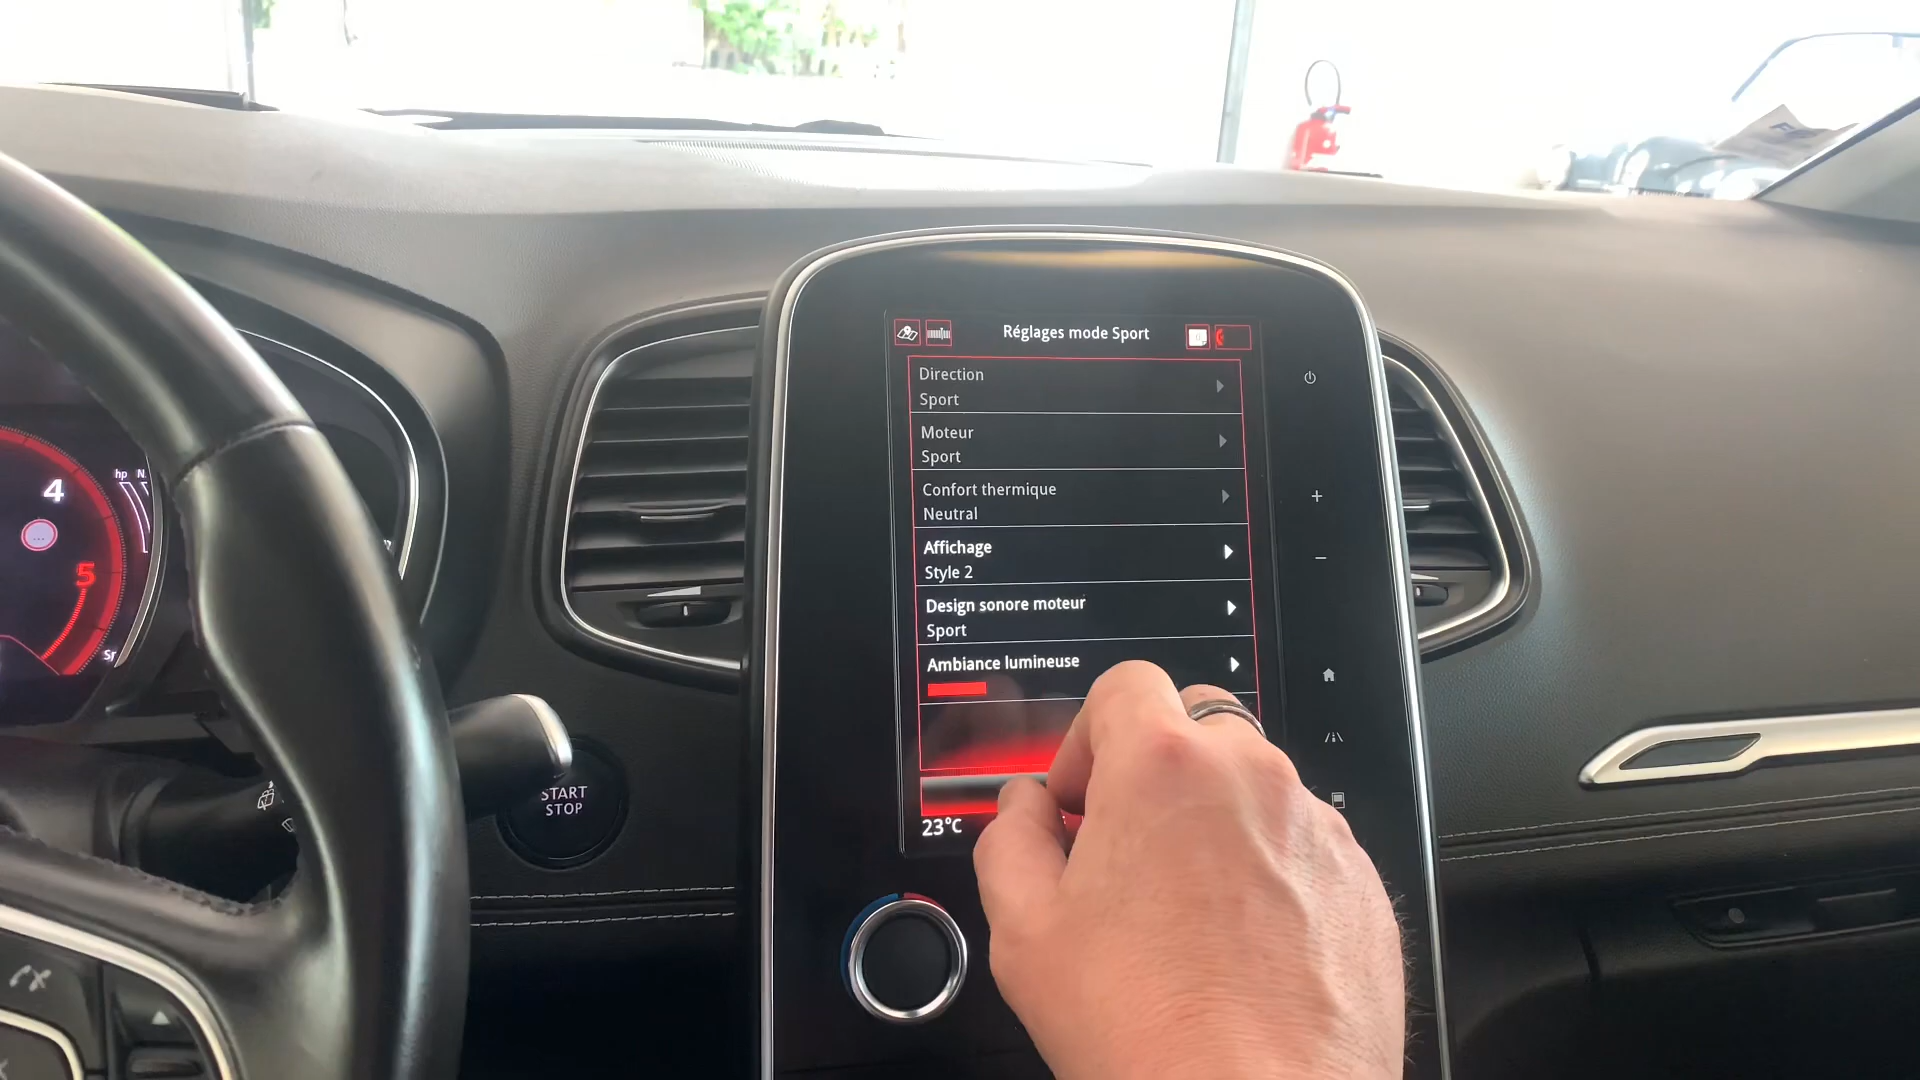 Réglages mode Sport
Direction
Sport
Moteur
Sport
Confort thermique
Neutral
Affichage
Style 2
Design sonore moteur
Sport
Ambiance lumineuse
23°C
START
STOP
hp
4
5